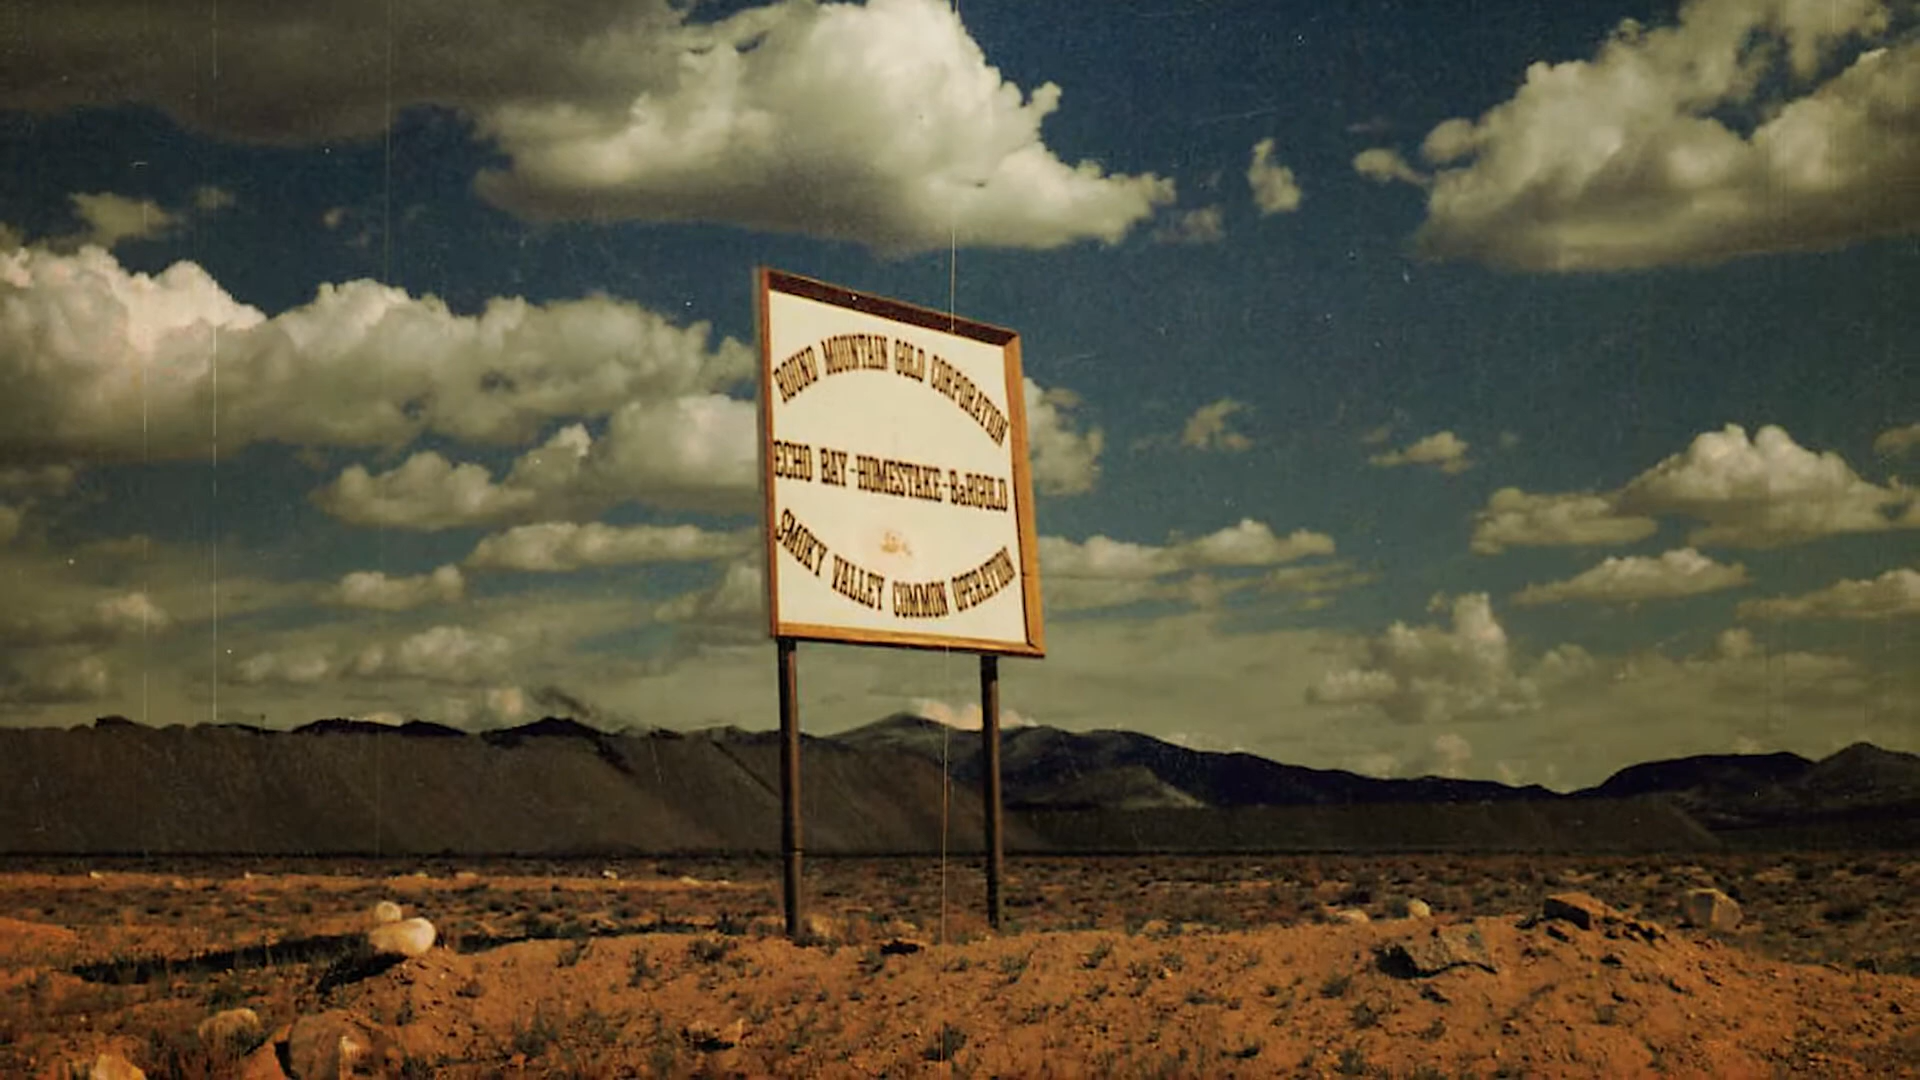 ROUND MOUNTAIN GOLD CORPORATION
ECHO BAY-HOMESTAKE-BaRGOLD
SMOKY VALLEY COMMON OPERATION